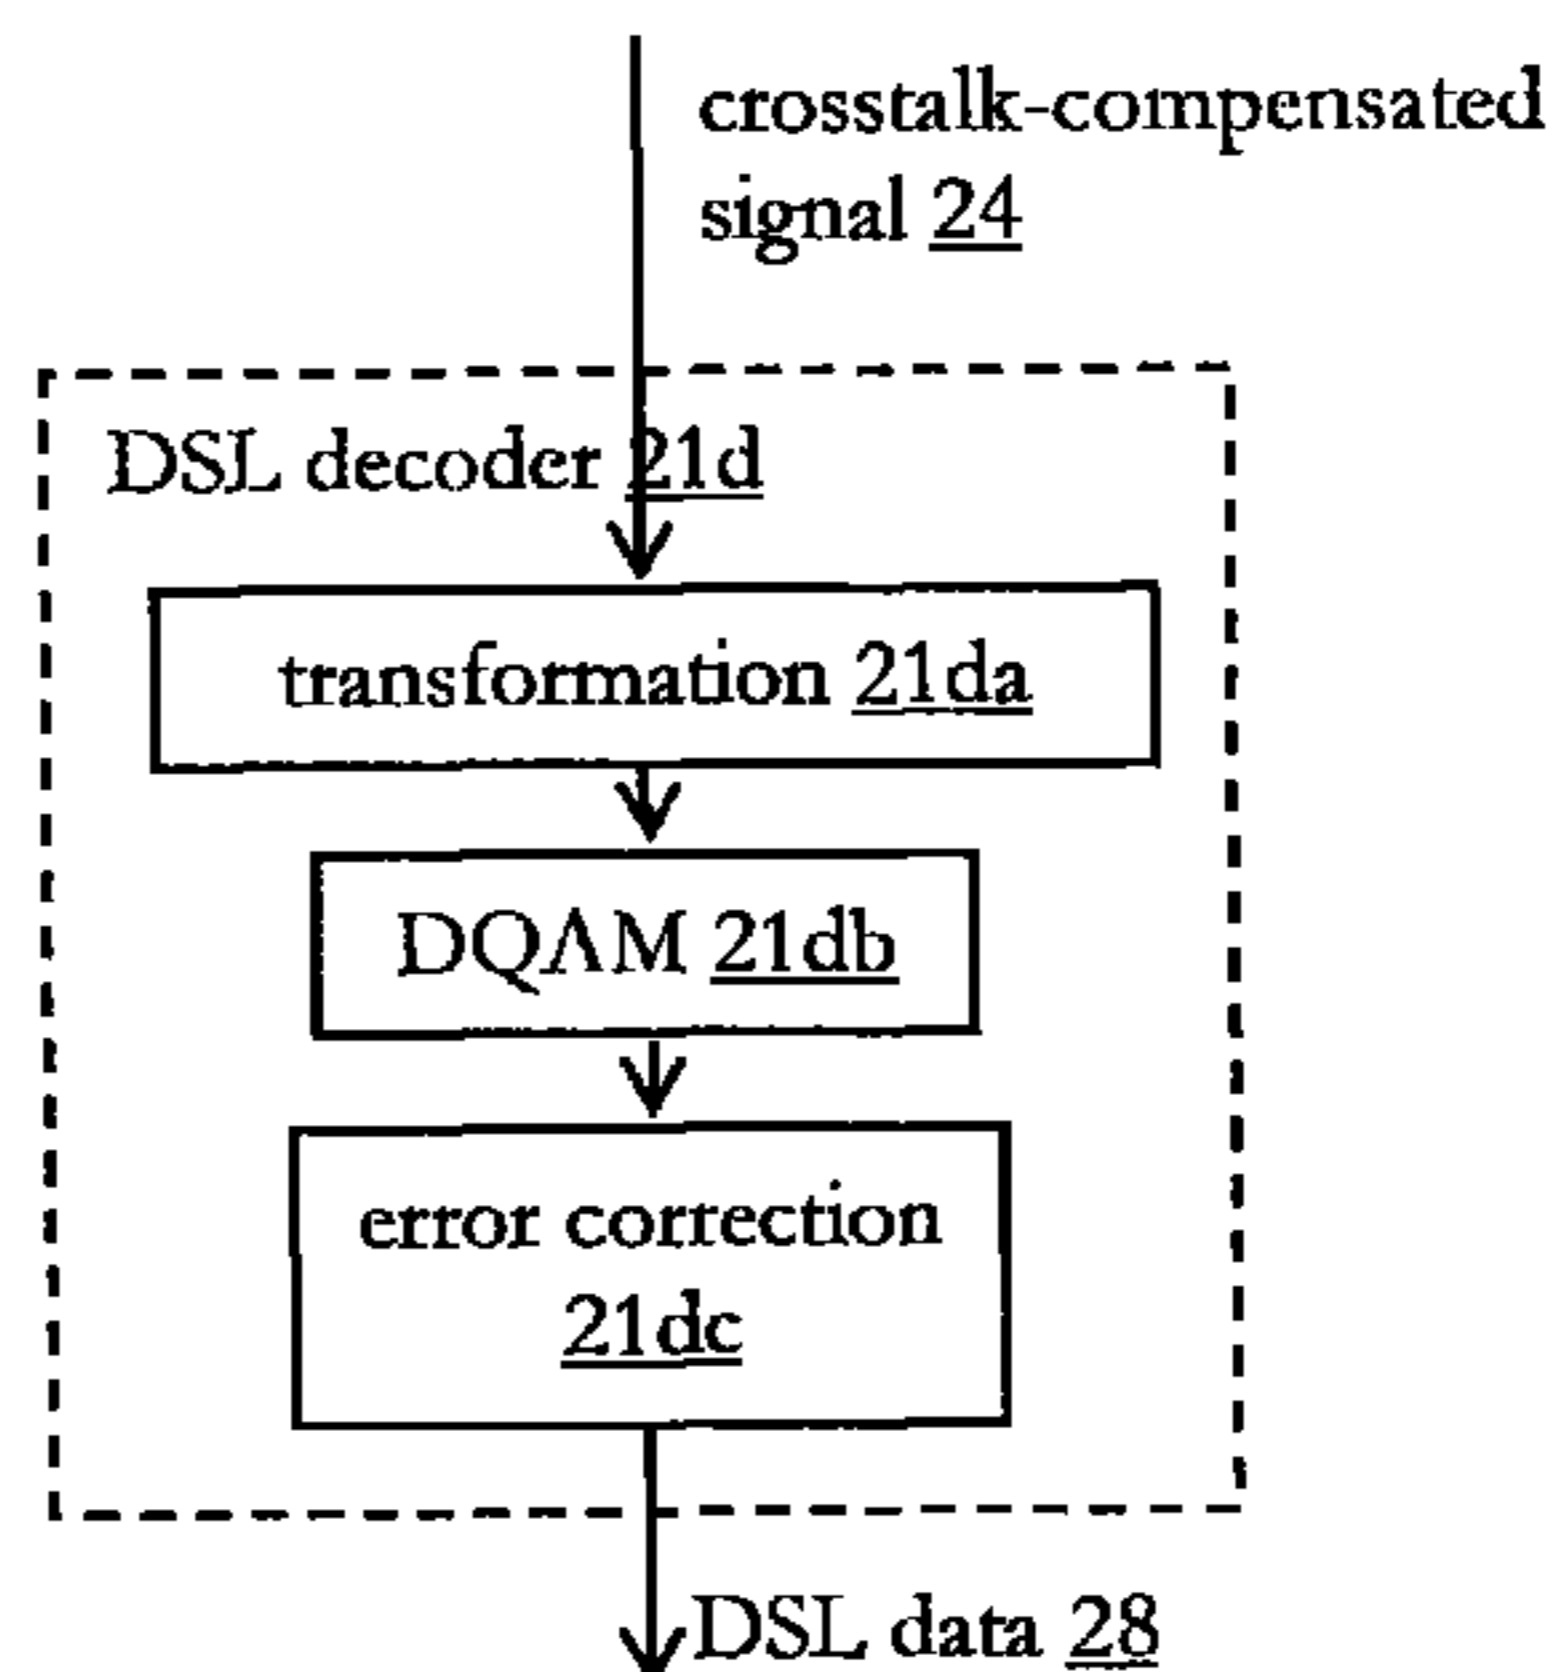 crosstalk-compensated
signal 24
DSL decoder 21d
transformation 21da
DQAM 21db
error correction
21dc
DSL data 28